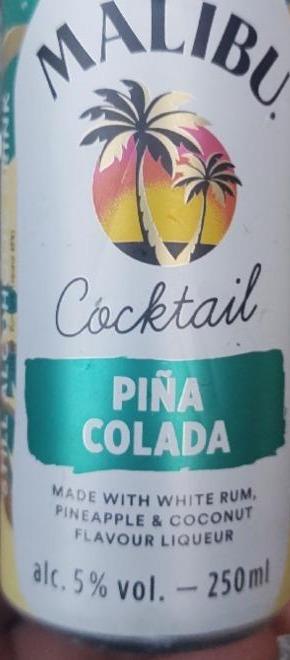 MALIBU.
Cocktail
PIÑA
COLADA
MADE WITH WHITE RUM,
PINEAPPLE & COCONUT
FLAVOUR LIQUEUR
alc. 5% vol. — 250ml